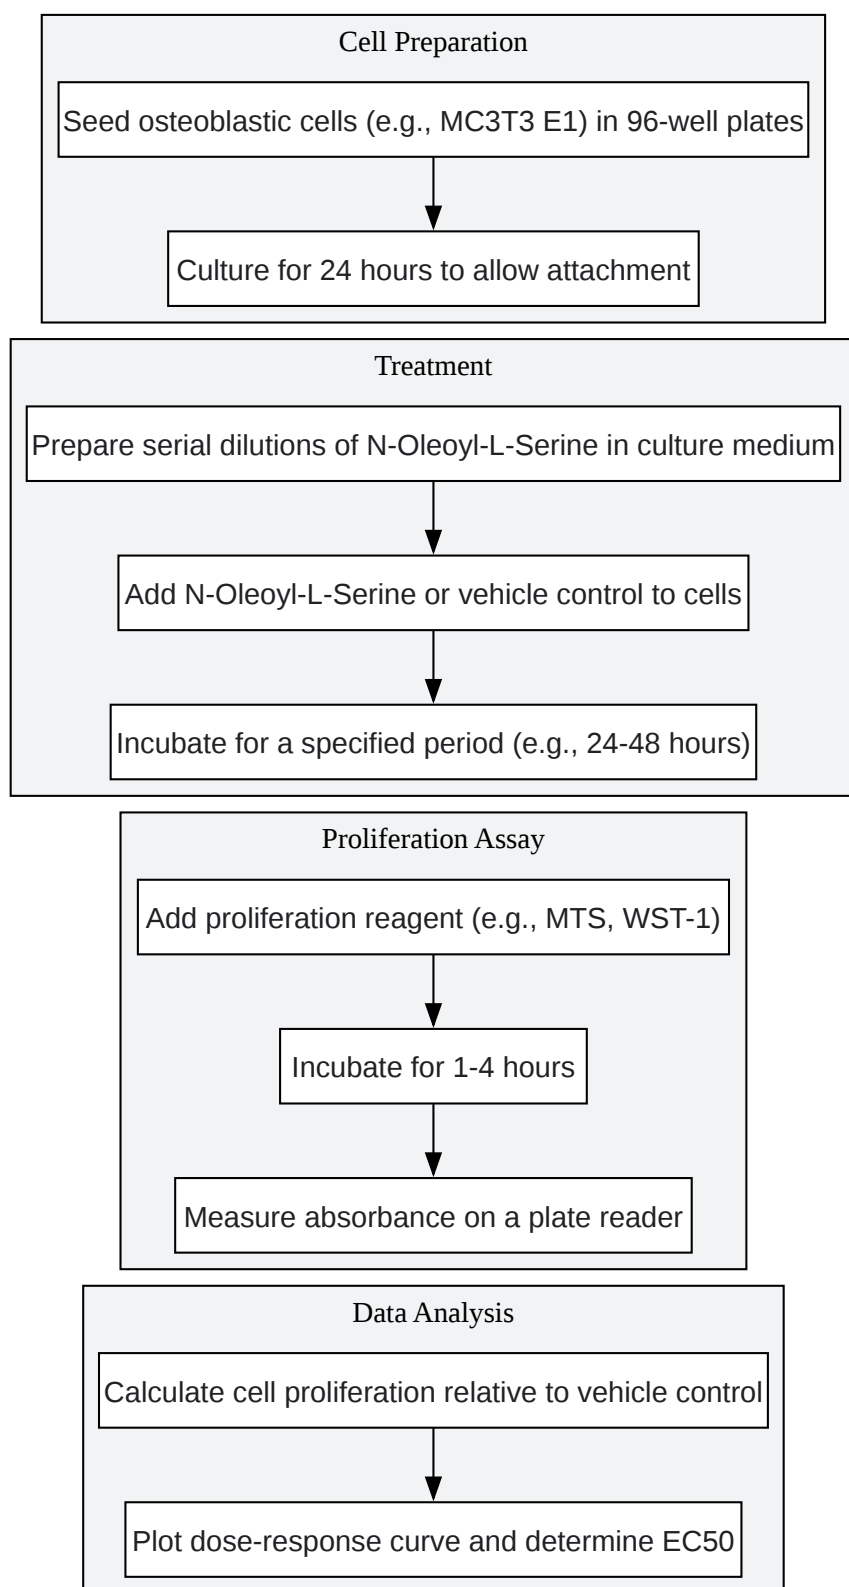 Cell Preparation
Seed osteoblastic cells (e.g., MC3T3 E1) in 96-well plates
Culture for 24 hours to allow attachment
Treatment
Prepare serial dilutions of N-Oleoyl-L-Serine in culture medium
Add N-Oleoyl-L-Serine or vehicle control to cells
Incubate for a specified period (e.g., 24-48 hours)
Proliferation Assay
Add proliferation reagent (e.g., MTS, WST-1)
Incubate for 1-4 hours
Measure absorbance on a plate reader
Data Analysis
Calculate cell proliferation relative to vehicle control
Plot dose-response curve and determine EC50